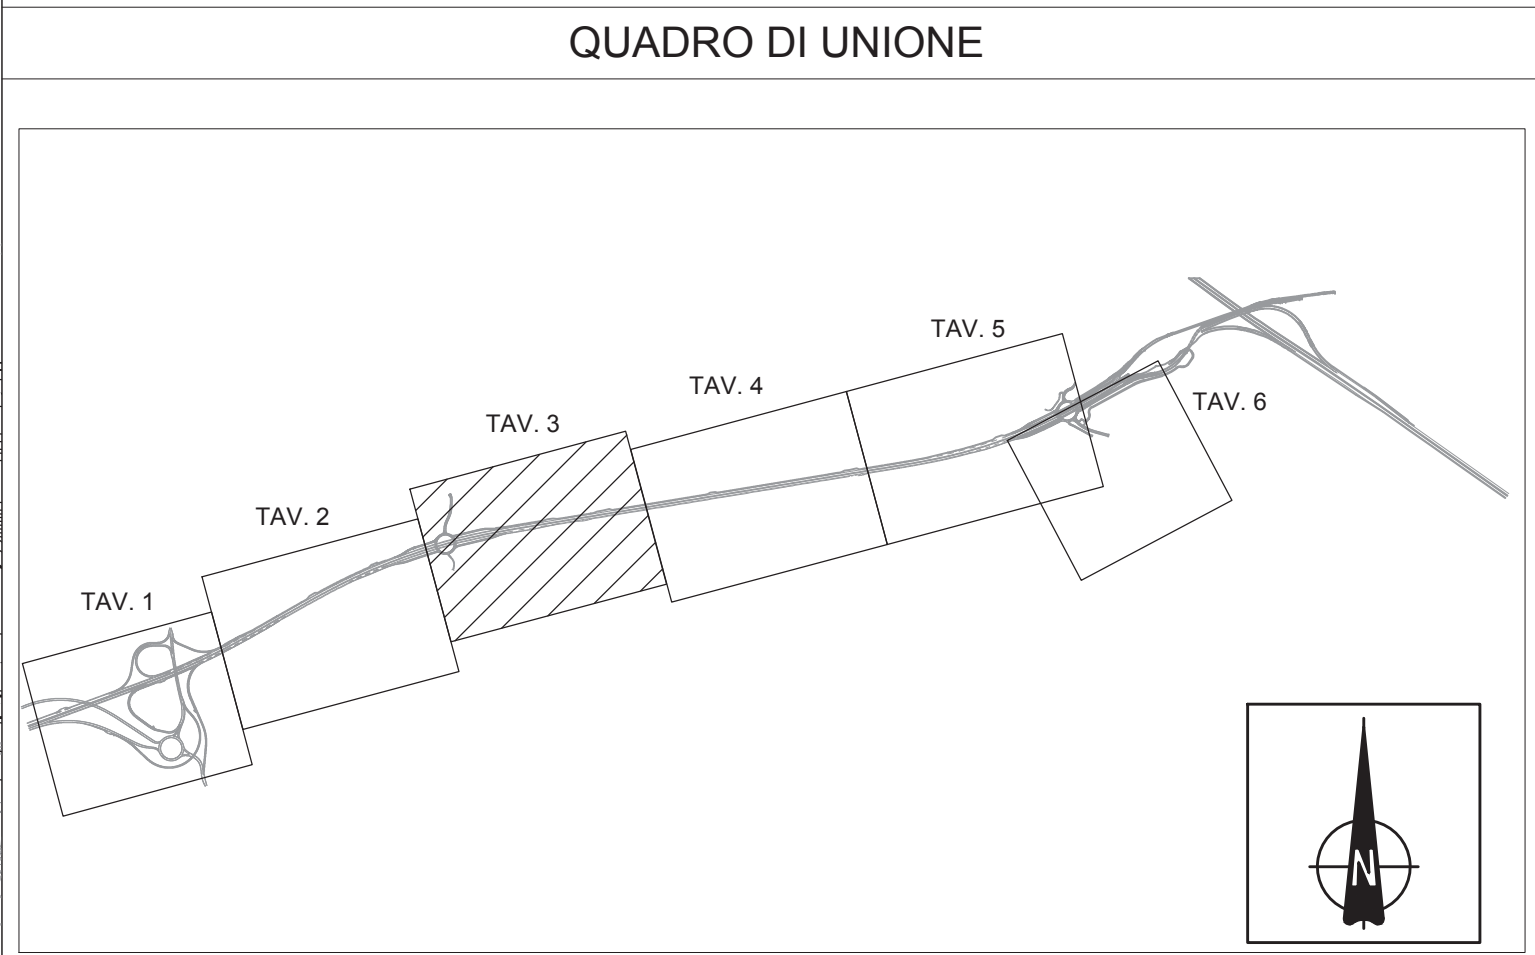 QUADRO DI UNIONE
TAV. 1
TAV. 2
TAV. 3
TAV. 4
TAV. 5
TAV. 6
N